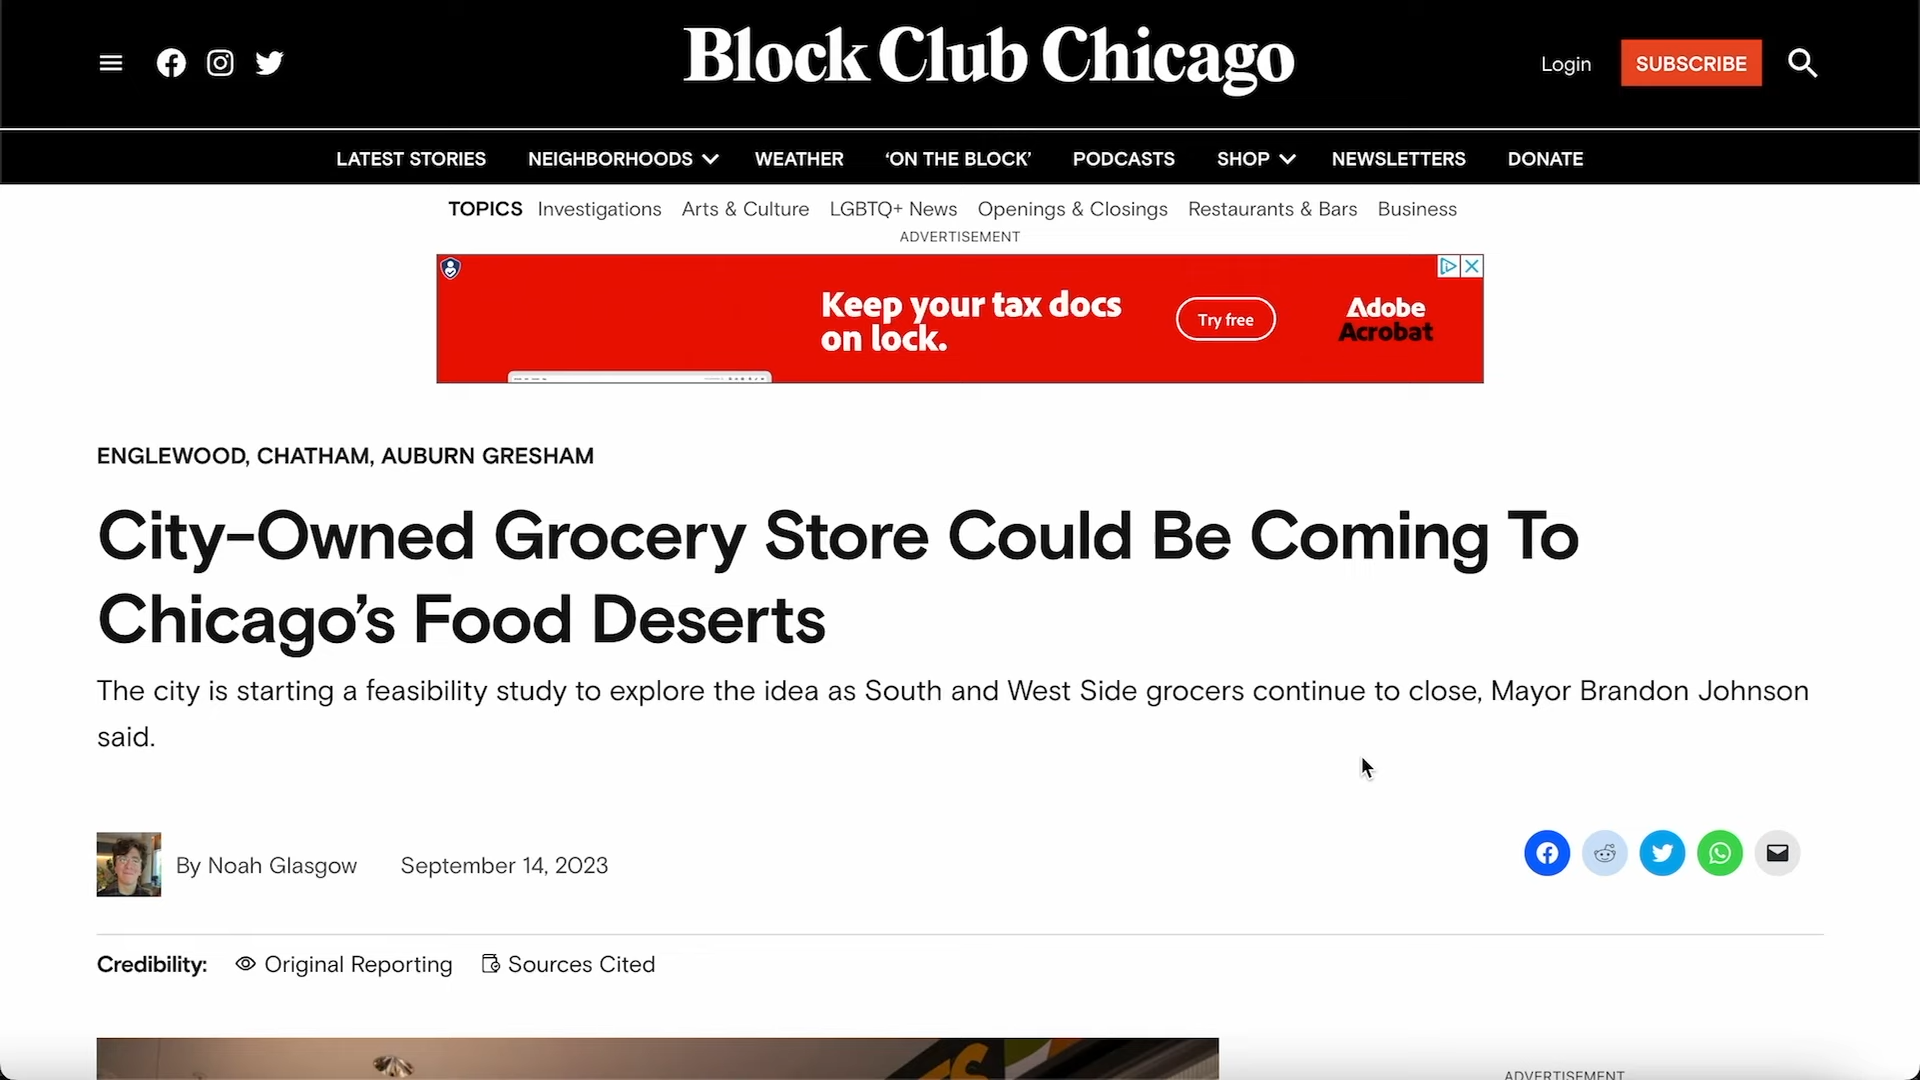 Block Club Chicago
Login
SUBSCRIBE
LATEST STORIES NEIGHBORHOODS WEATHER ‘ON THE BLOCK’ PODCASTS SHOP NEWSLETTERS DONATE
TOPICS Investigations Arts & Culture LGBTQ+ News Openings & Closings Restaurants & Bars Business
ADVERTISEMENT
Keep your tax docs
on lock.
Try free
Adobe
Acrobat
ENGLEWOOD, CHATHAM, AUBURN GRESHAM
City-Owned Grocery Store Could Be Coming To
Chicago’s Food Deserts
The city is starting a feasibility study to explore the idea as South and West Side grocers continue to close, Mayor Brandon Johnson
said.
By Noah Glasgow September 14, 2023
Credibility: Original Reporting Sources Cited
ADVERTISEMENT